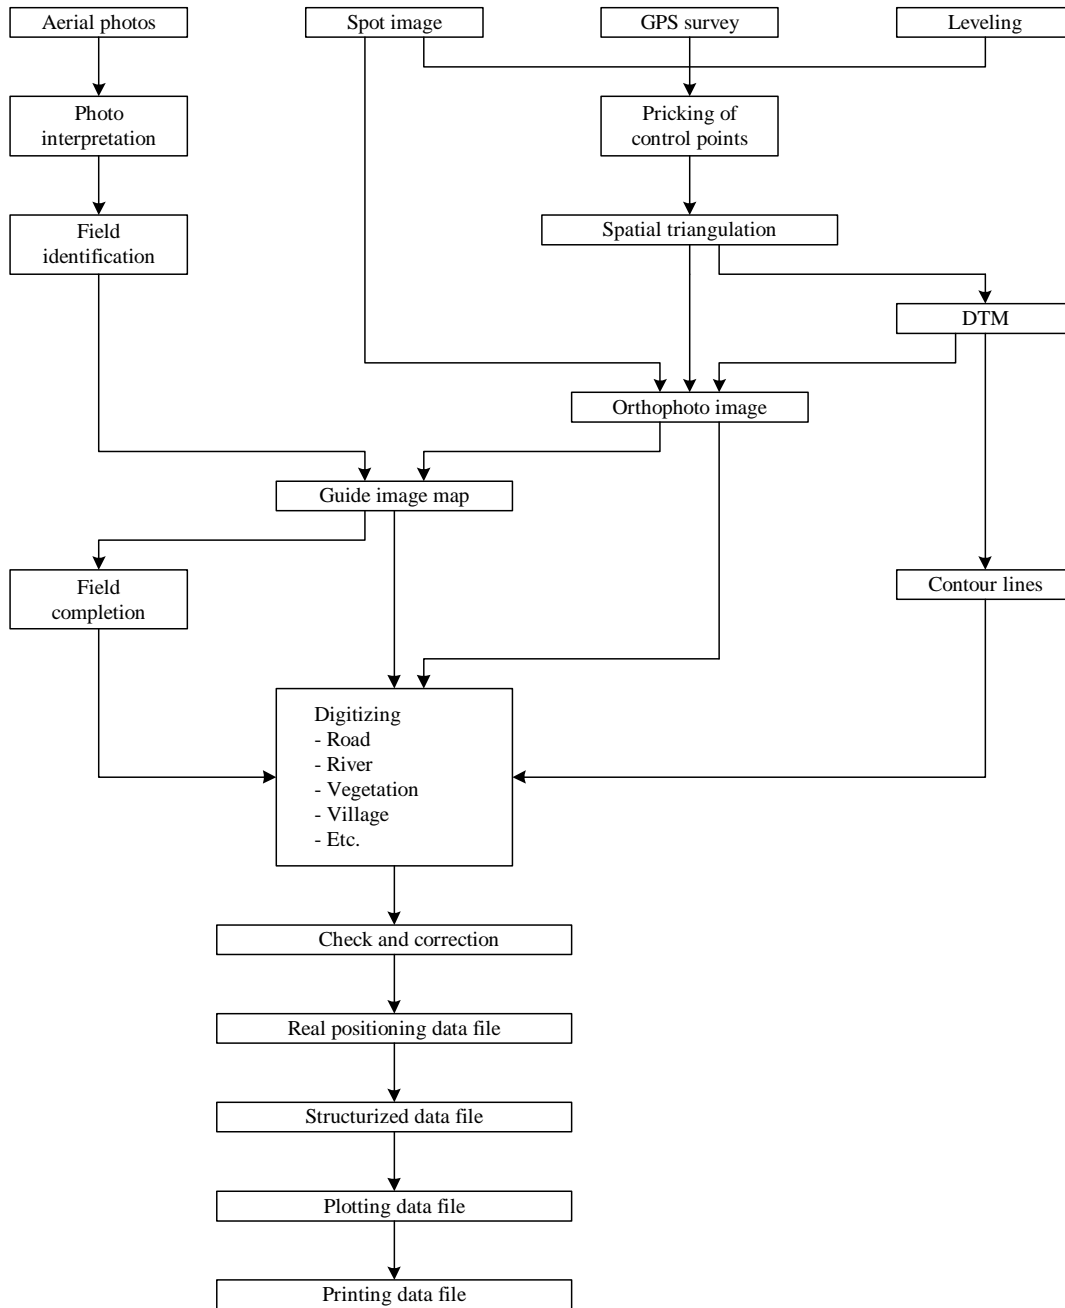 Aerial photos
Spot image
GPS survey
Leveling
Photo
interpretation
Pricking of
control points
Field
identification
Spatial triangulation
DTM
Orthophoto image
Guide image map
Field
completion
Contour lines
Digitizing
- Road
- River
- Vegetation
- Village
- Etc.
Check and correction
Real positioning data file
Structurized data file
Plotting data file
Printing data file